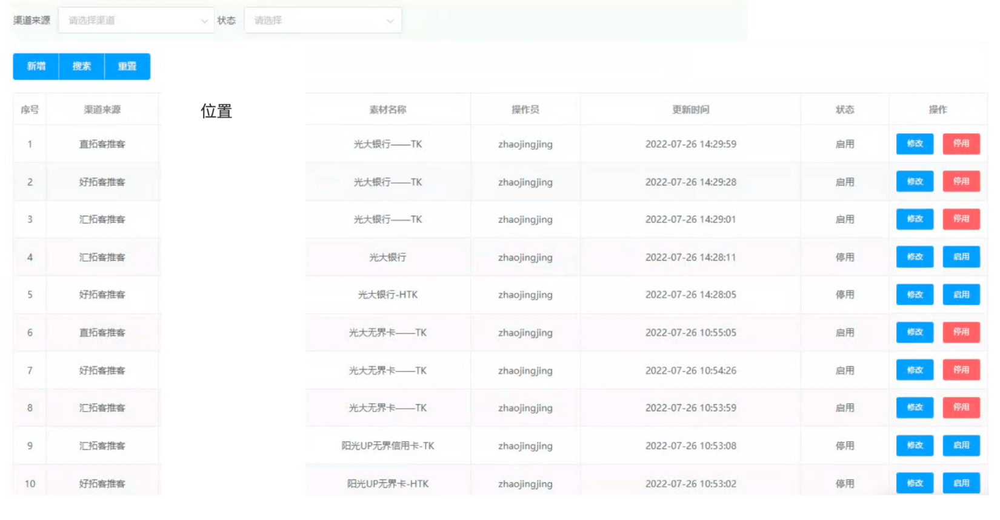 渠道来源 请选择渠道 状态 请选择
新增 搜索 重置
序号 渠道来源 位置 素材名称 操作员 更新时间 状态 操作
1 直拓客推客 光大银行——TK zhaojingjing 2022-07-26 14:29:59 启用 修改 停用
2 好拓客推客 光大银行——TK zhaojingjing 2022-07-26 14:29:28 启用 修改 停用
3 汇拓客推客 光大银行——TK zhaojingjing 2022-07-26 14:29:01 启用 修改 停用
4 汇拓客推客 光大银行 zhaojingjing 2022-07-26 14:28:11 停用 修改 启用
5 好拓客推客 光大银行-HTK zhaojingjing 2022-07-26 14:28:05 停用 修改 启用
6 直拓客推客 光大无界卡——TK zhaojingjing 2022-07-26 10:55:05 启用 修改 停用
7 好拓客推客 光大无界卡——TK zhaojingjing 2022-07-26 10:54:26 启用 修改 停用
8 汇拓客推客 光大无界卡——TK zhaojingjing 2022-07-26 10:53:59 启用 修改 停用
9 汇拓客推客 阳光UP无界信用卡-TK zhaojingjing 2022-07-26 10:53:08 停用 修改 启用
10 好拓客推客 阳光UP无界卡-HTK zhaojingjing 2022-07-26 10:53:02 停用 修改 启用